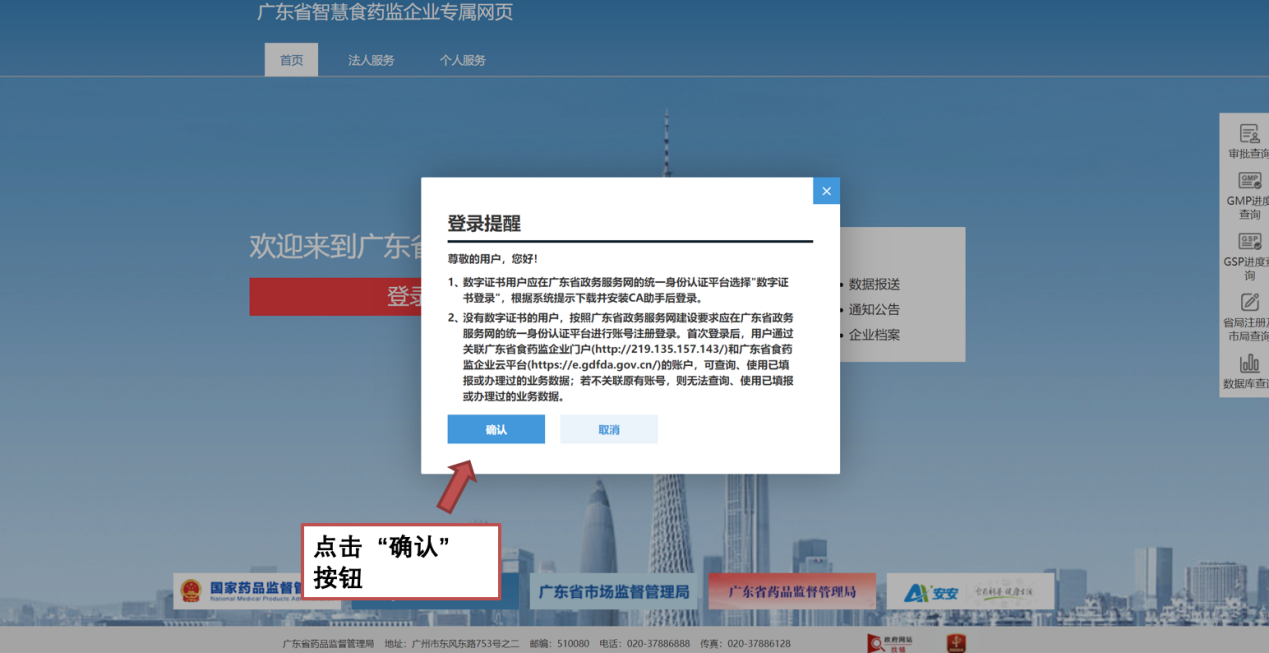 广东省智慧食药监企业专属网页
首页 法人服务 个人服务
审批查询
GMP
GMP进度
查询
GSP
GSP进度查
询
省局注册及
市局查询
数据库查询
欢迎来到广东省
登录
数据报送
通知公告
企业档案
×
登录提醒
尊敬的用户，您好！
1、数字证书用户应在广东省政务服务网的统一身份认证平台选择"数字证
书登录"，根据系统提示下载并安装CA助手后登录。
2、没有数字证书的用户，按照广东省政务服务网建设要求应在广东省政务
服务网的统一身份认证平台进行账号注册登录。首次登录后，用户通过
关联广东省食药监企业门户(http://219.135.157.143/)和广东省食药
监企业云平台(https://e.gdfda.gov.cn/)的账户，可查询、使用已填
报或办理过的业务数据；若不关联原有账号，则无法查询、使用已填报
或办理过的业务数据。
确认 取消
点击“确认”
按钮
国家药品监督管
National Medical Products Ad
广东省市场监督管理局
广东省药品监督管理局
安安
广东省药品监督管理局 地址：广州市东风东路753号之二 邮编：510080 电话：020-37886888 传真：020-37886128
政府网站
找错